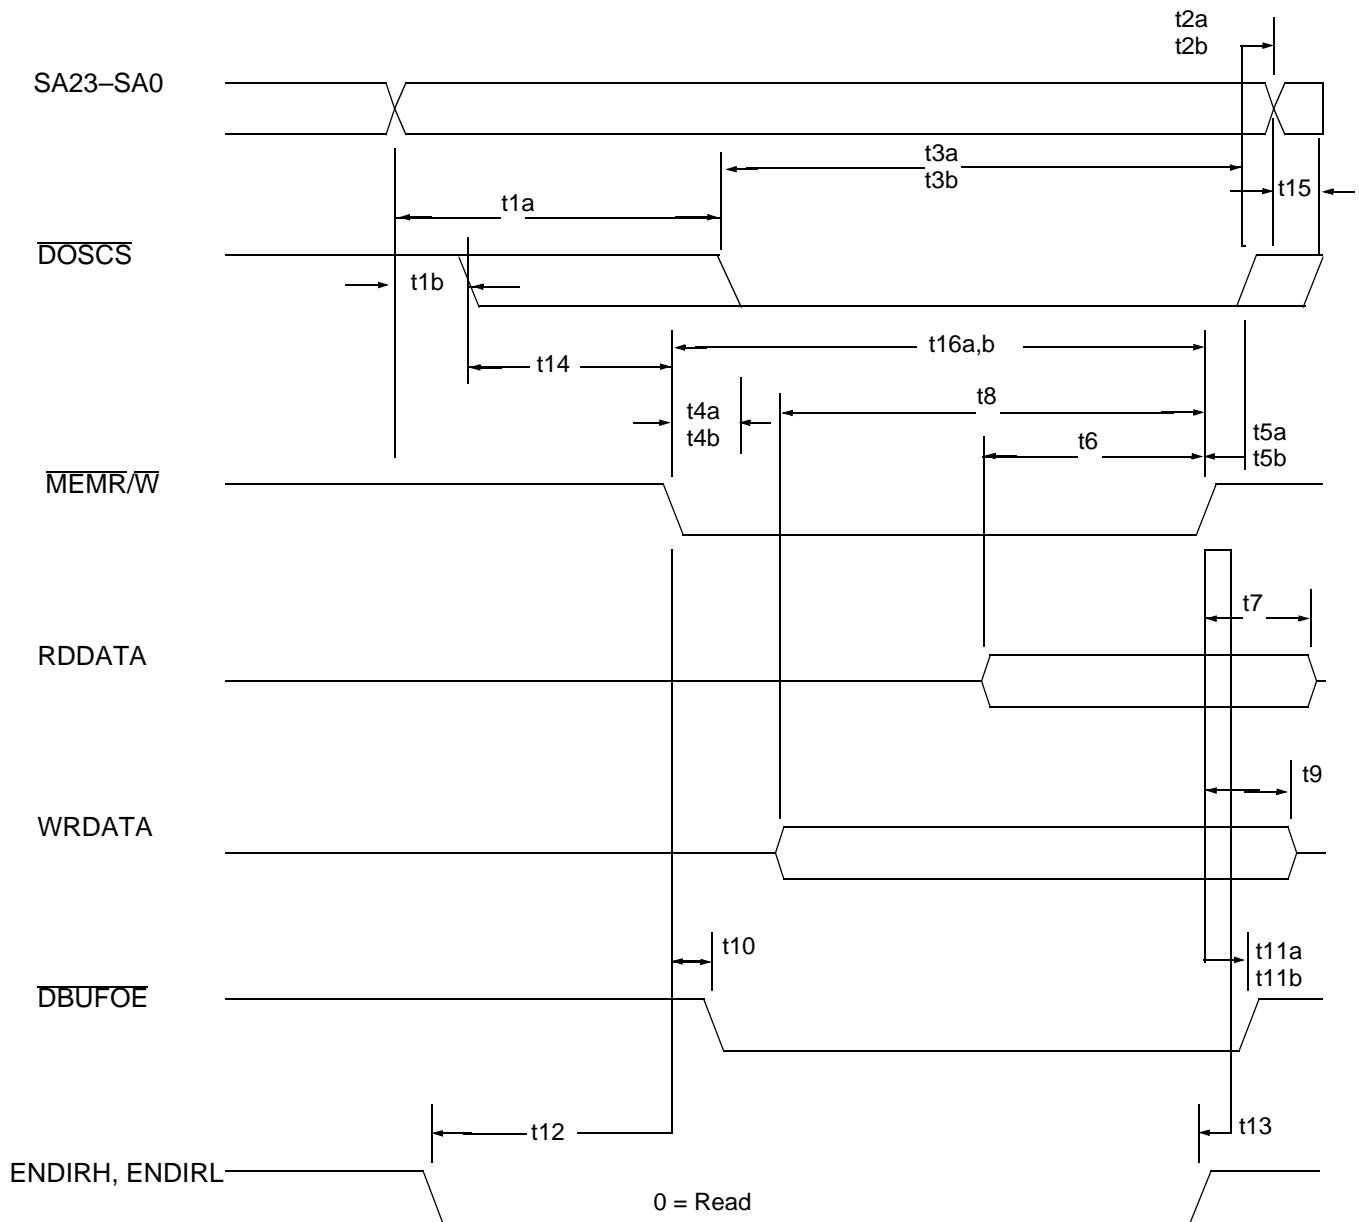 t2a
t2b
SA23–SA0
t3a
t3b
t15
t1a
DOSCS
t1b
t16a,b
t14
t8
t4a
t4b
t6
t5a
t5b
MEMR/W
t7
RDDATA
t9
WRDATA
t10
t11a
t11b
DBUFOE
t12
t13
ENDIRH, ENDIRL
0 = Read